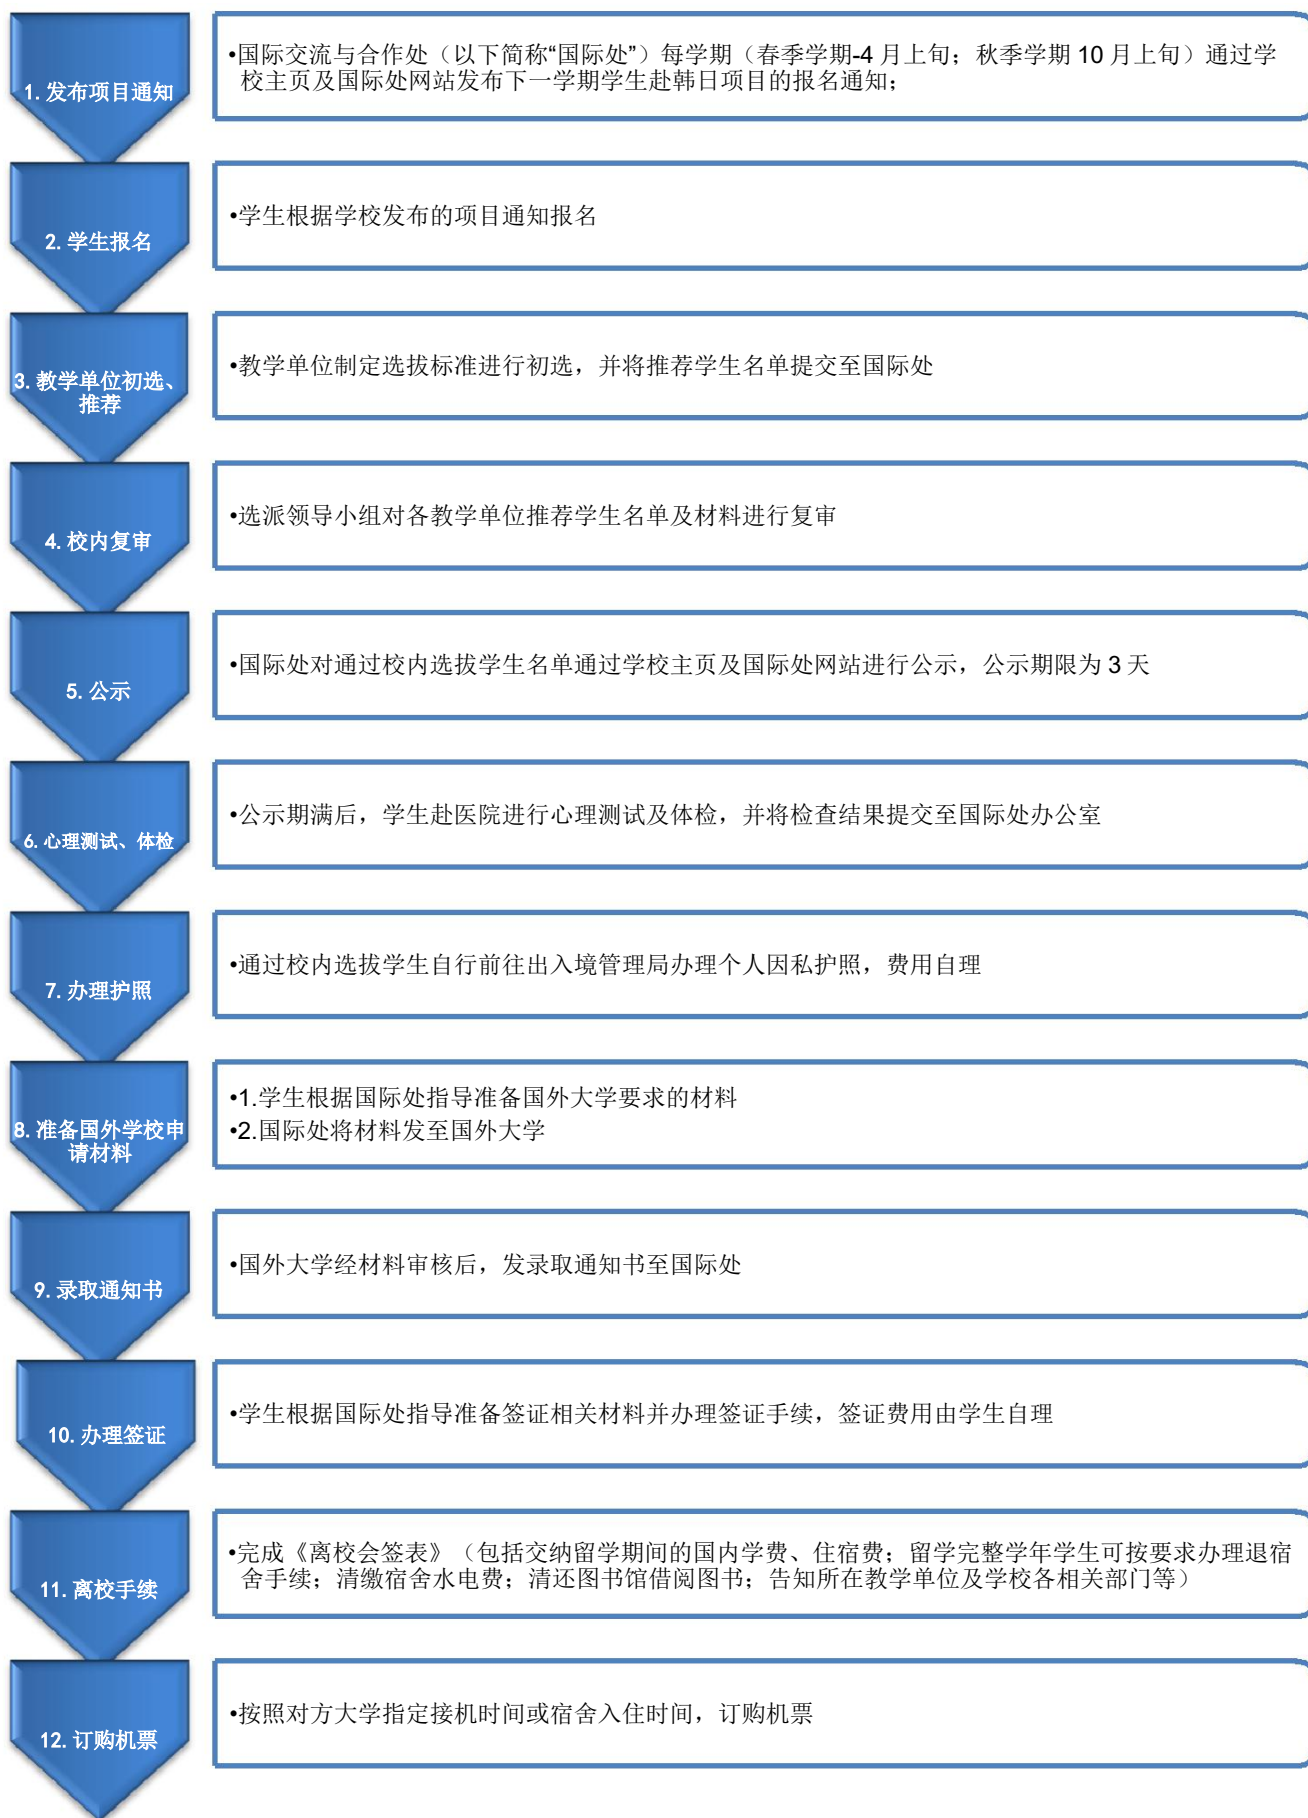 1. 发布项目通知
•国际交流与合作处（以下简称“国际处”）每学期（春季学期-4 月上旬；秋季学期 10 月上旬）通过学
校主页及国际处网站发布下一学期学生赴韩日项目的报名通知；
2. 学生报名
•学生根据学校发布的项目通知报名
3. 教学单位初选、
推荐
•教学单位制定选拔标准进行初选，并将推荐学生名单提交至国际处
4. 校内复审
•选派领导小组对各教学单位推荐学生名单及材料进行复审
5. 公示
•国际处对通过校内选拔学生名单通过学校主页及国际处网站进行公示，公示期限为 3 天
6. 心理测试、体检
•公示期满后，学生赴医院进行心理测试及体检，并将检查结果提交至国际处办公室
7. 办理护照
•通过校内选拔学生自行前往出入境管理局办理个人因私护照，费用自理
8. 准备国外学校申
请材料
•1.学生根据国际处指导准备国外大学要求的材料
•2.国际处将材料发至国外大学
9. 录取通知书
•国外大学经材料审核后，发录取通知书至国际处
10. 办理签证
•学生根据国际处指导准备签证相关材料并办理签证手续，签证费用由学生自理
11. 离校手续
•完成《离校会签表》（包括交纳留学期间的国内学费、住宿费；留学完整学年学生可按要求办理退宿
舍手续；清缴宿舍水电费；清还图书馆借阅图书；告知所在教学单位及学校各相关部门等）
12. 订购机票
•按照对方大学指定接机时间或宿舍入住时间，订购机票